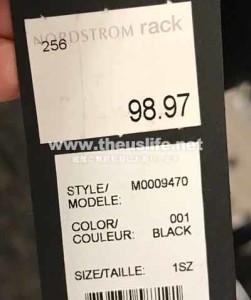 NORDSTROM rack
256
98.97
www.theuslife.net
STYLE/ M0009470
MODELE:
COLOR/ 001
COULEUR: BLACK
SIZE/TAILLE: 1SZ